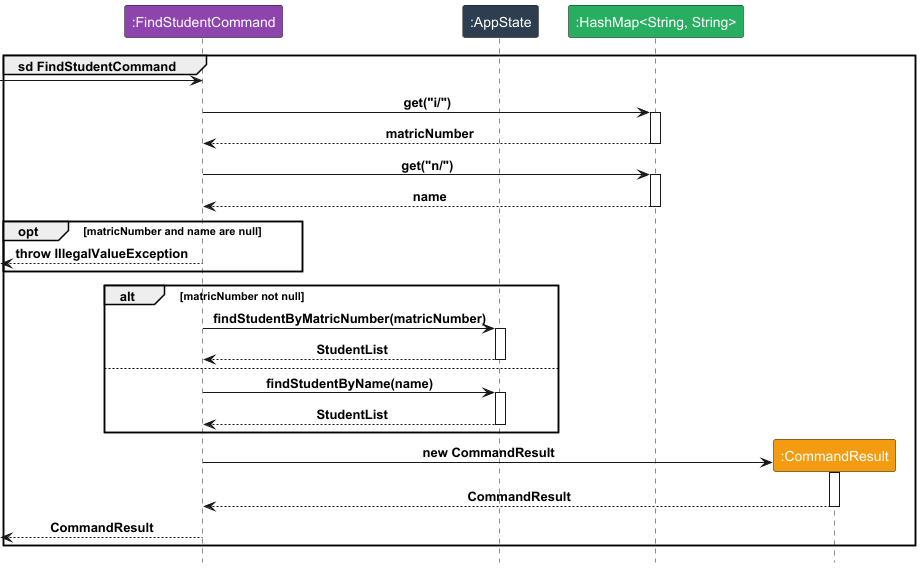 :FindStudentCommand
:AppState
:HashMap<String, String>
sd FindStudentCommand
get("i/")
matricNumber
get("n/")
name
opt [matricNumber and name are null]
throw IllegalValueException
alt [matricNumber not null]
findStudentByMatricNumber(matricNumber)
StudentList
findStudentByName(name)
StudentList
new CommandResult
:CommandResult
CommandResult
CommandResult